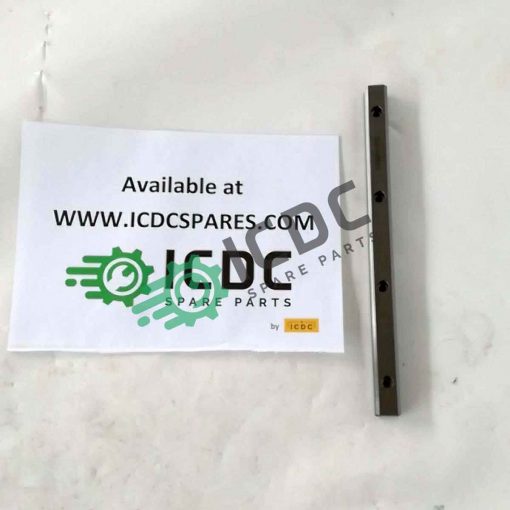 Available at
WWW.ICDCSPARES.COM
ICDC
SPARE PARTS
by ICDC
ICDC
SPARE PARTS